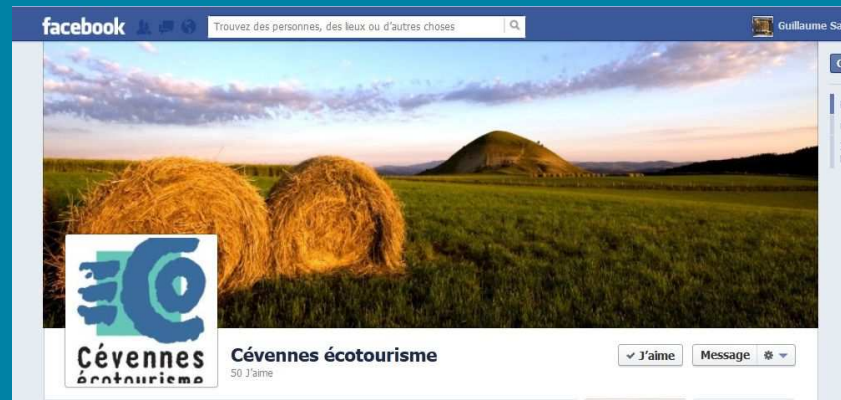 facebook
Trouvez des personnes, des lieux ou d'autres choses
Guillaume Sa
Cévennes
écotourisme
Cévennes écotourisme
50 J'aime
J'aime
Message